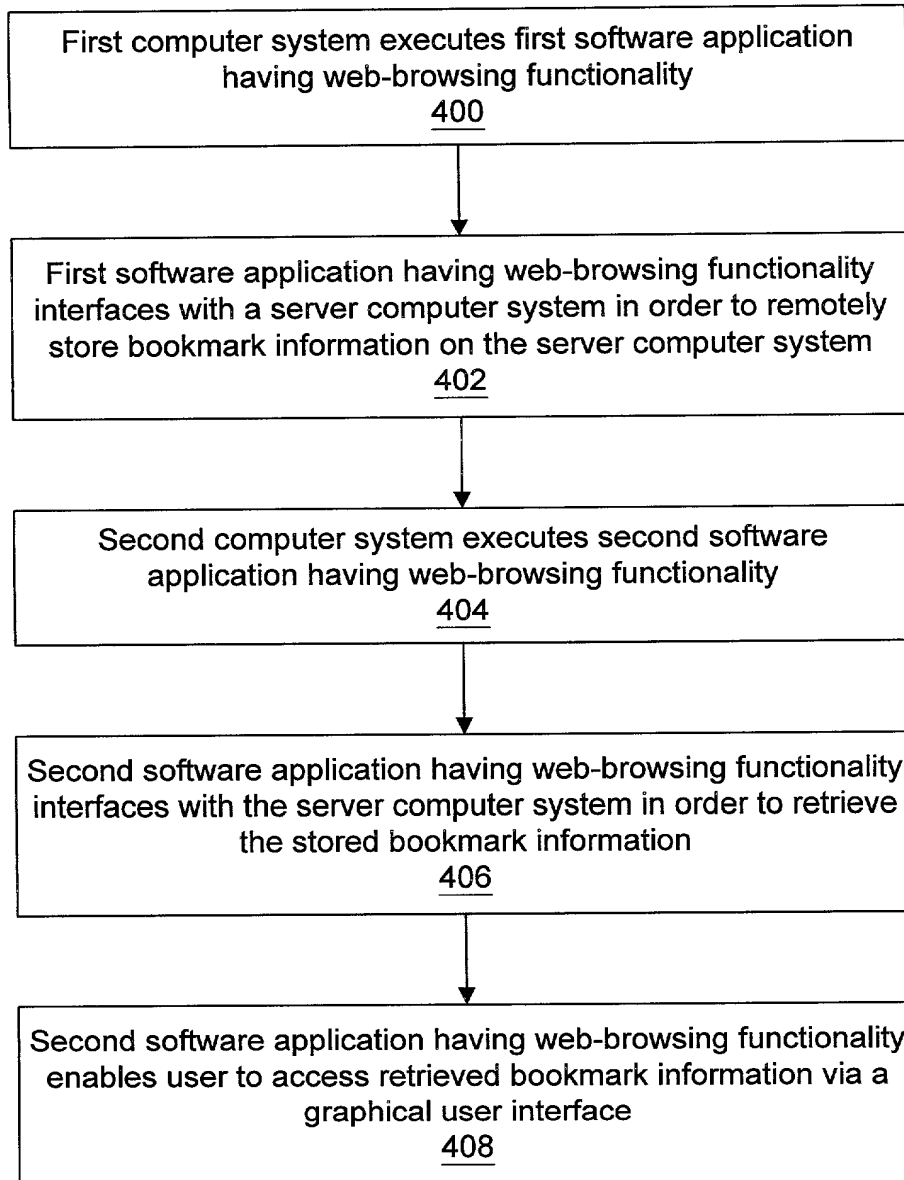 First computer system executes first software application
having web-browsing functionality
400
First software application having web-browsing functionality
interfaces with a server computer system in order to remotely
store bookmark information on the server computer system
402
Second computer system executes second software
application having web-browsing functionality
404
Second software application having web-browsing functionality
interfaces with the server computer system in order to retrieve
the stored bookmark information
406
Second software application having web-browsing functionality
enables user to access retrieved bookmark information via a
graphical user interface
408